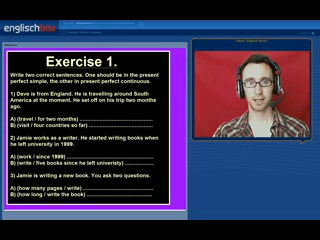 englischbox
Exercise 1.
Write two correct sentences. One should be in the present
perfect simple, the other in present perfect continuous.
1) Dave is from England. He is travelling around South
America at the moment. He set off on his trip two months
ago.
A) (travel / for two months) ................................................
B) (visit / four countries so far) ..........................................
2) Jamie works as a writer. He started writing books when
he left university in 1999.
A) (work / since 1999) ........................................................
B) (write / five books since he left univeristy) ......................
3) Jamie is writing a new book. You ask two questions.
A) (how many pages / write) ..............................................
B) (how long / write the book) ............................................